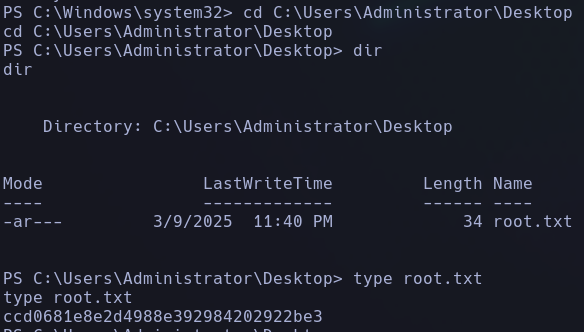 PS C:\Windows\system32> cd C:\Users\Administrator\Desktop
cd C:\Users\Administrator\Desktop
PS C:\Users\Administrator\Desktop> dir
dir
Directory: C:\Users\Administrator\Desktop
Mode LastWriteTime Length Name
---- ------------- ------ ----
-ar--- 3/9/2025 11:40 PM 34 root.txt
PS C:\Users\Administrator\Desktop> type root.txt
type root.txt
ccd0681e8e2d4988e392984202922be3